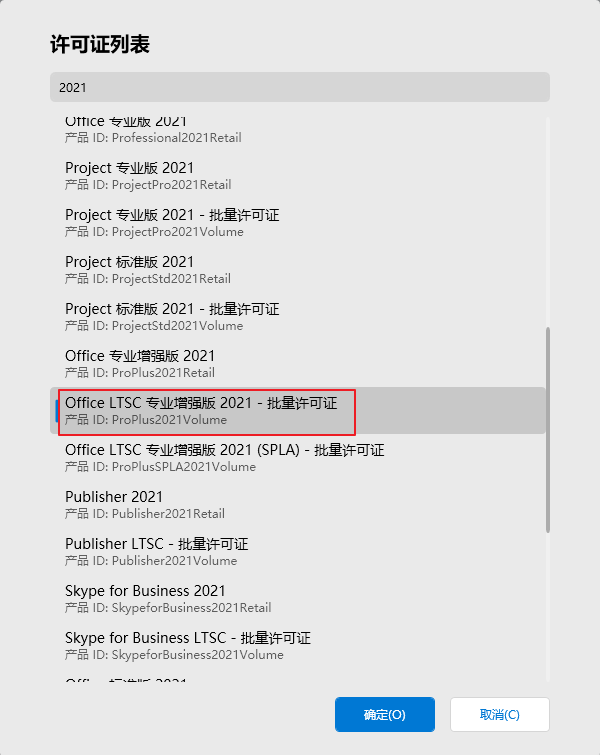 许可证列表
2021
Office 专业版 2021
产品 ID: Professional2021Retail
Project 专业版 2021
产品 ID: ProjectPro2021Retail
Project 专业版 2021 - 批量许可证
产品 ID: ProjectPro2021Volume
Project 标准版 2021
产品 ID: ProjectStd2021Retail
Project 标准版 2021 - 批量许可证
产品 ID: ProjectStd2021Volume
Office 专业增强版 2021
产品 ID: ProPlus2021Retail
Office LTSC 专业增强版 2021 - 批量许可证
产品 ID: ProPlus2021Volume
Office LTSC 专业增强版 2021 (SPLA) - 批量许可证
产品 ID: ProPlusSPLA2021Volume
Publisher 2021
产品 ID: Publisher2021Retail
Publisher LTSC - 批量许可证
产品 ID: Publisher2021Volume
Skype for Business 2021
产品 ID: SkypeforBusiness2021Retail
Skype for Business LTSC - 批量许可证
产品 ID: SkypeforBusiness2021Volume
Office 标准版 2021
确定(O)
取消(C)